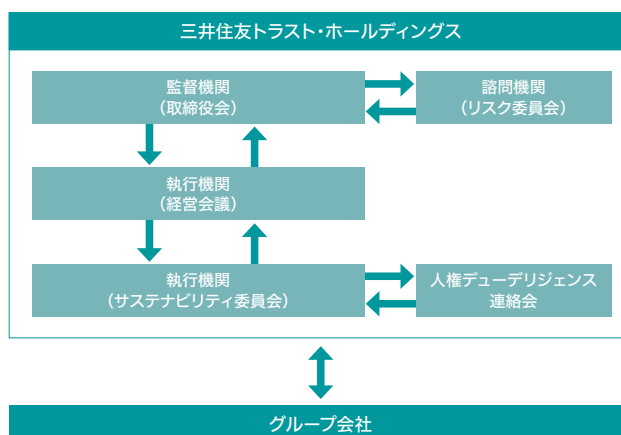 三井住友トラスト・ホールディングス
監督機関
（取締役会）
諮問機関
（リスク委員会）
執行機関
（経営会議）
執行機関
（サステナビリティ委員会）
人権デューデリジェンス
連絡会
グループ会社